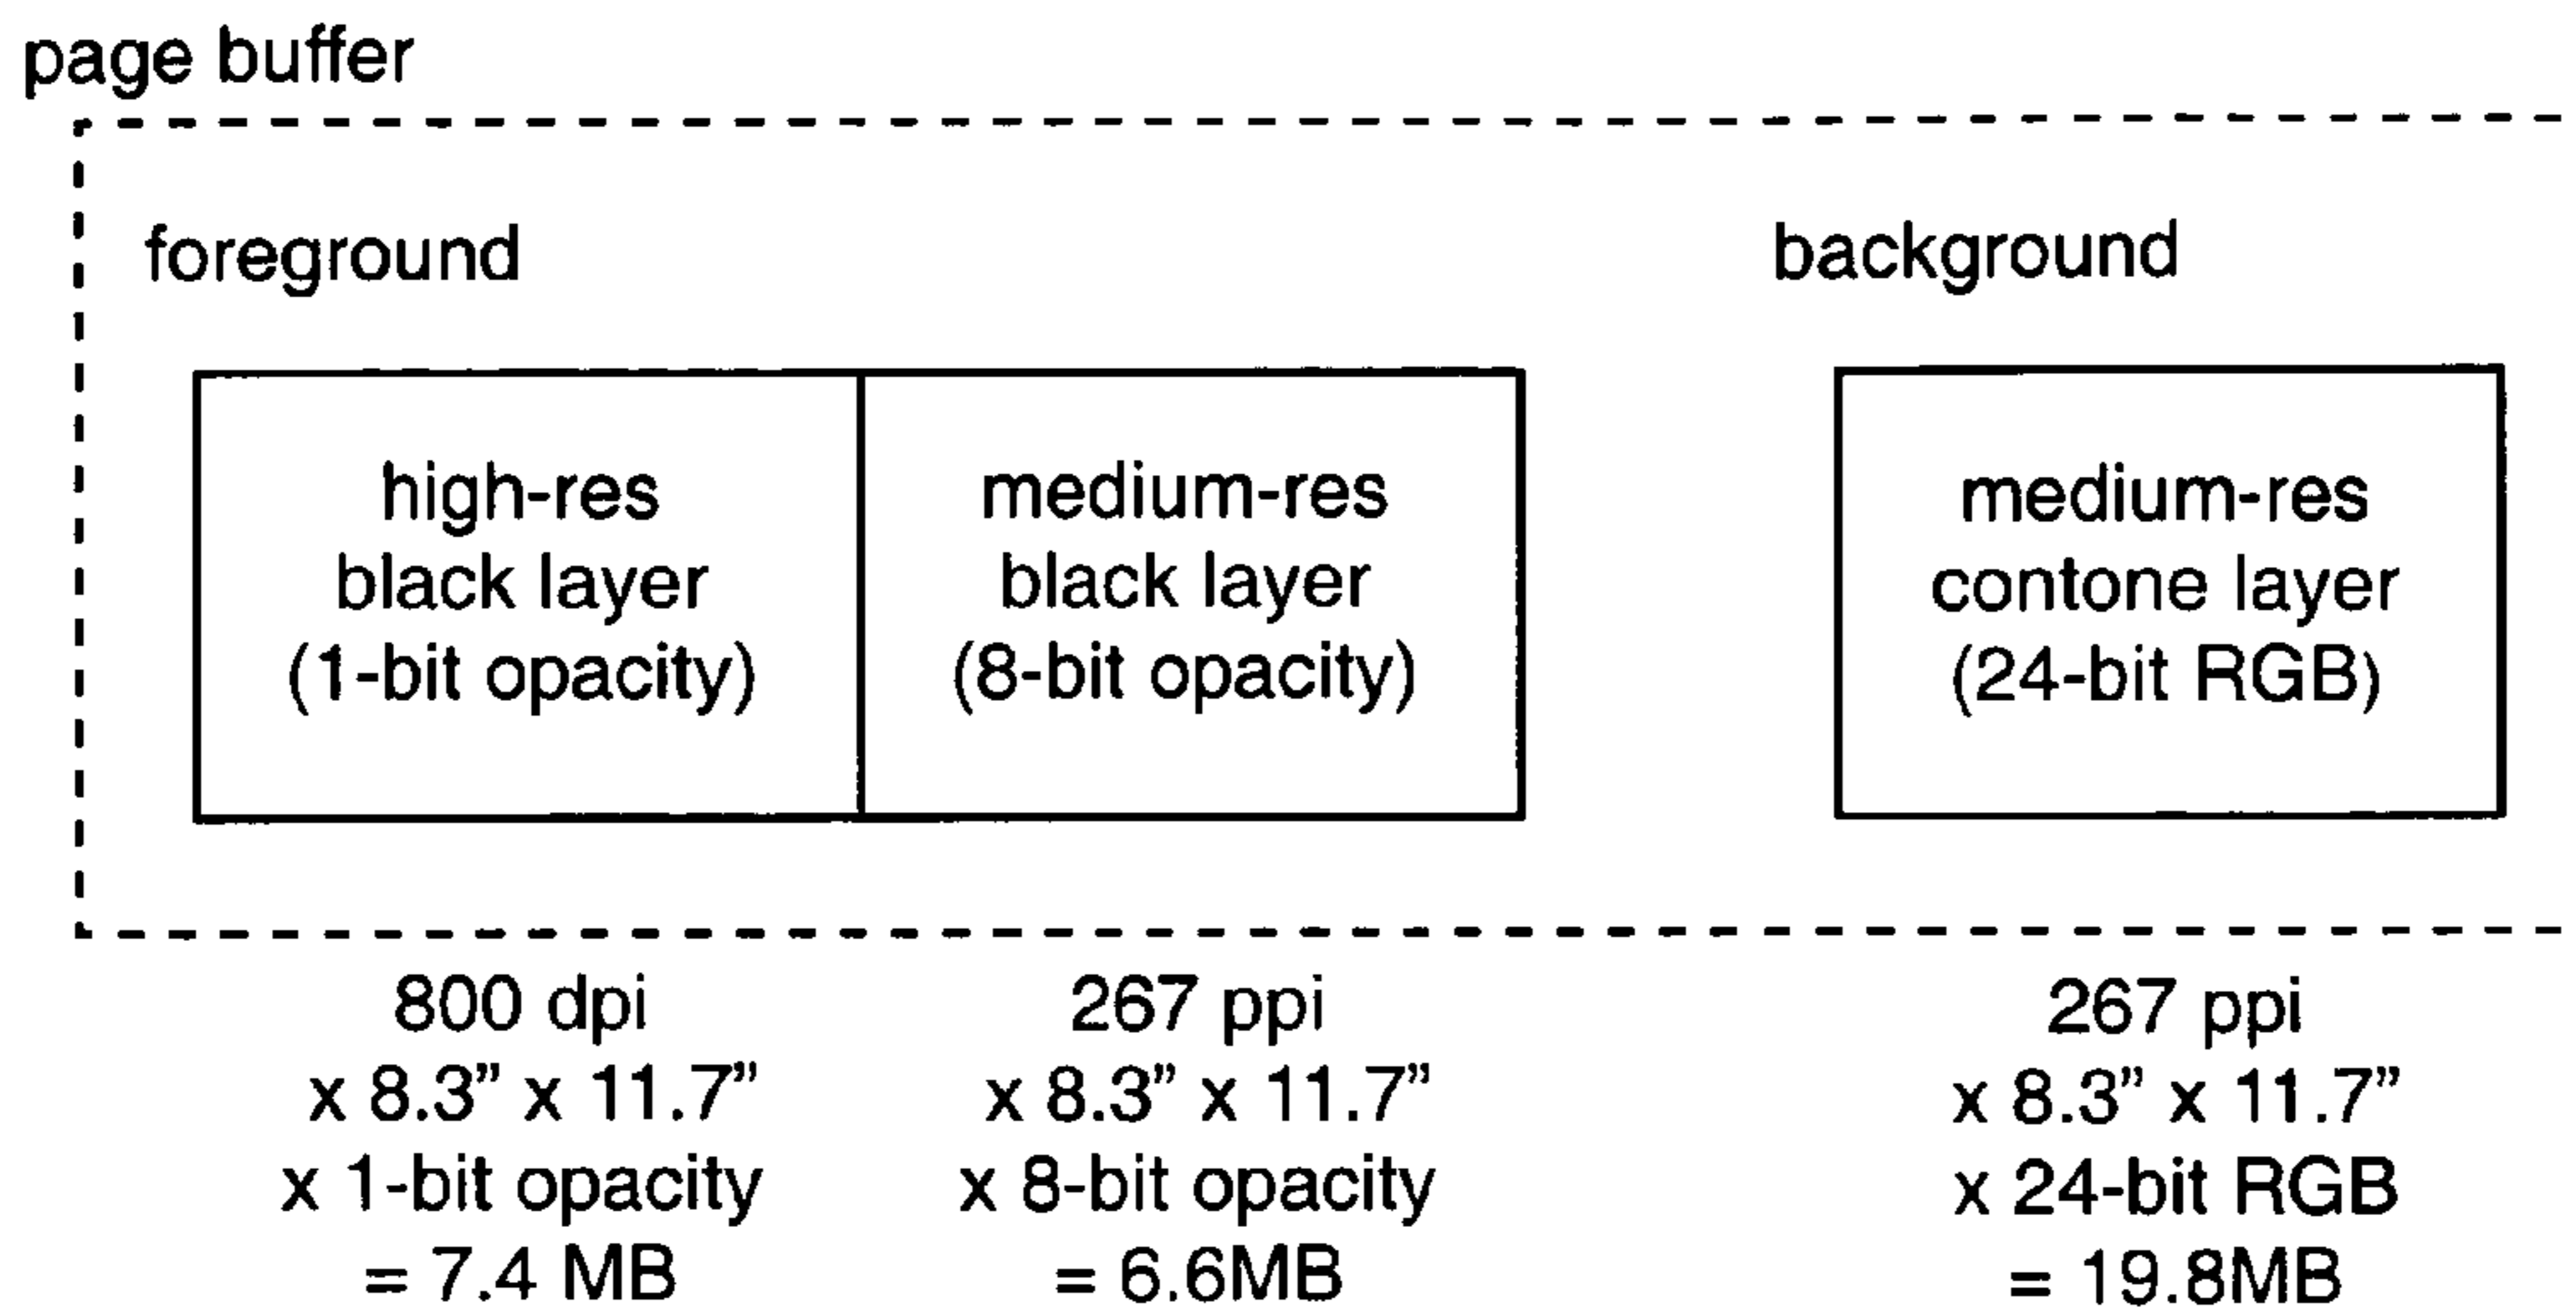 page buffer
foreground
background
high-res
black layer
(1-bit opacity)
medium-res
black layer
(8-bit opacity)
medium-res
contone layer
(24-bit RGB)
800 dpi
x 8.3” x 11.7”
x 1-bit opacity
= 7.4 MB
267 ppi
x 8.3” x 11.7”
x 8-bit opacity
= 6.6MB
267 ppi
x 8.3” x 11.7”
x 24-bit RGB
= 19.8MB